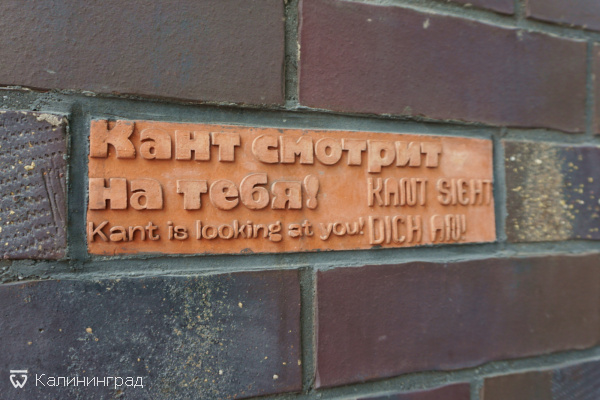 Кант смотрит
на тебя!
Kant is looking at you!
KANT SIEHT
DICH AN!
Калининград